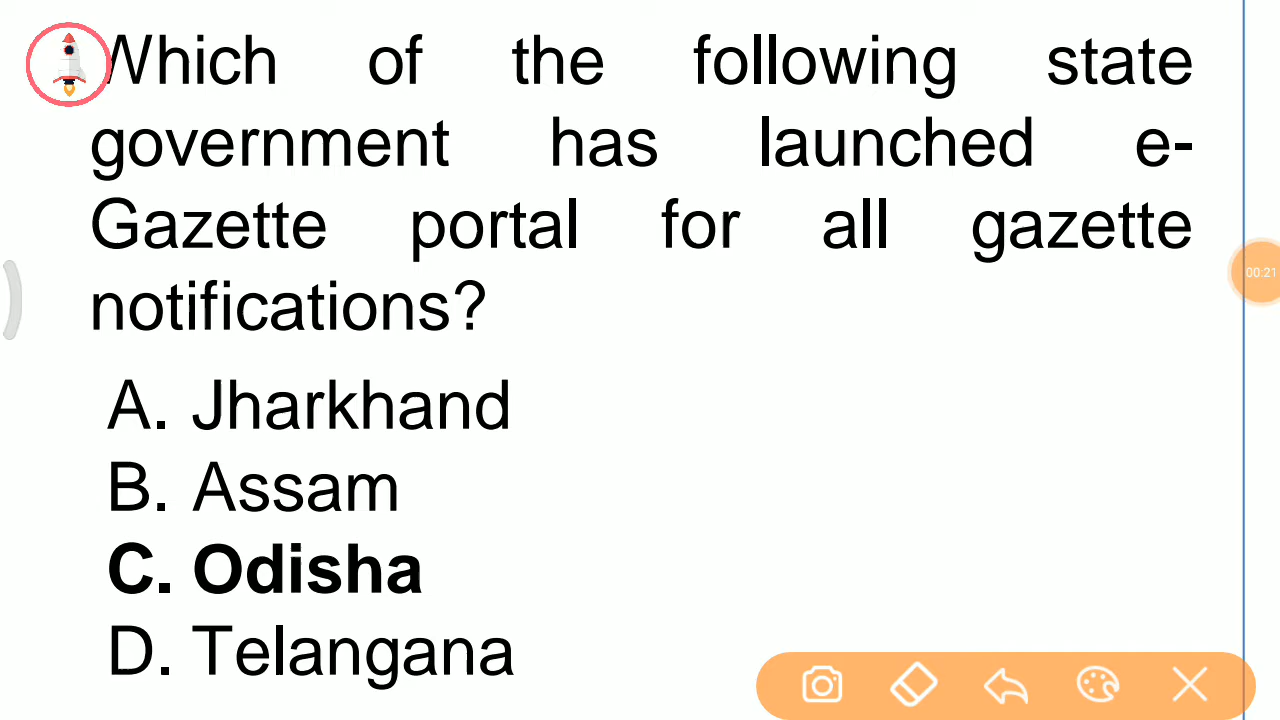 Which of the following state
government has launched e-
Gazette portal for all gazette
notifications?
A. Jharkhand
B. Assam
C. Odisha
D. Telangana
00:21